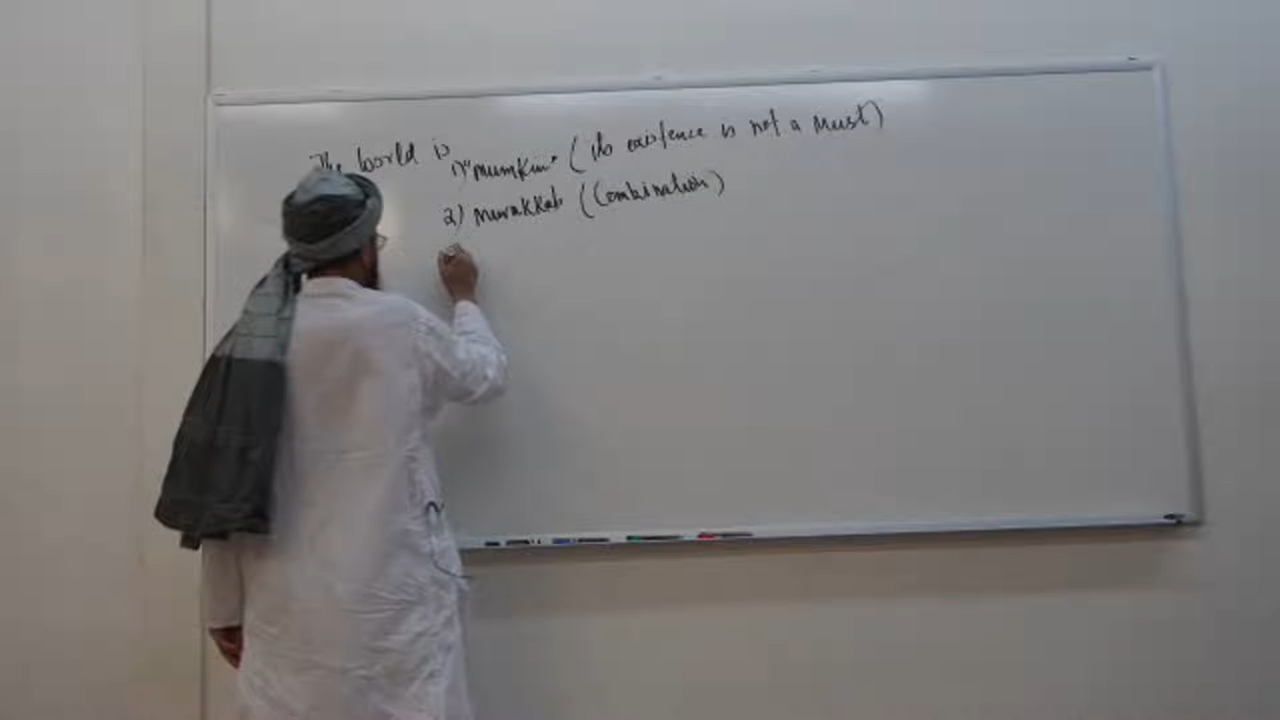 The world is 1) "mumkin" (its existence is not a must)
2) murakkab (Combination)